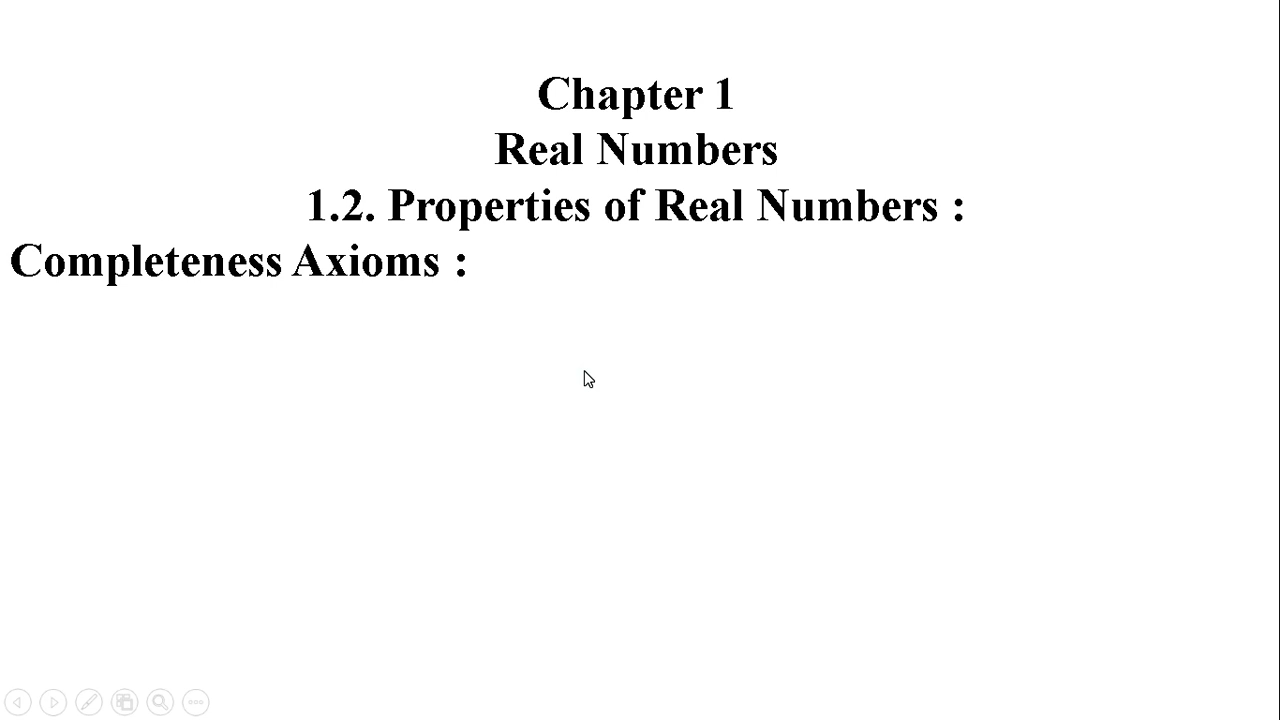 Chapter 1
Real Numbers
1.2. Properties of Real Numbers :
Completeness Axioms :